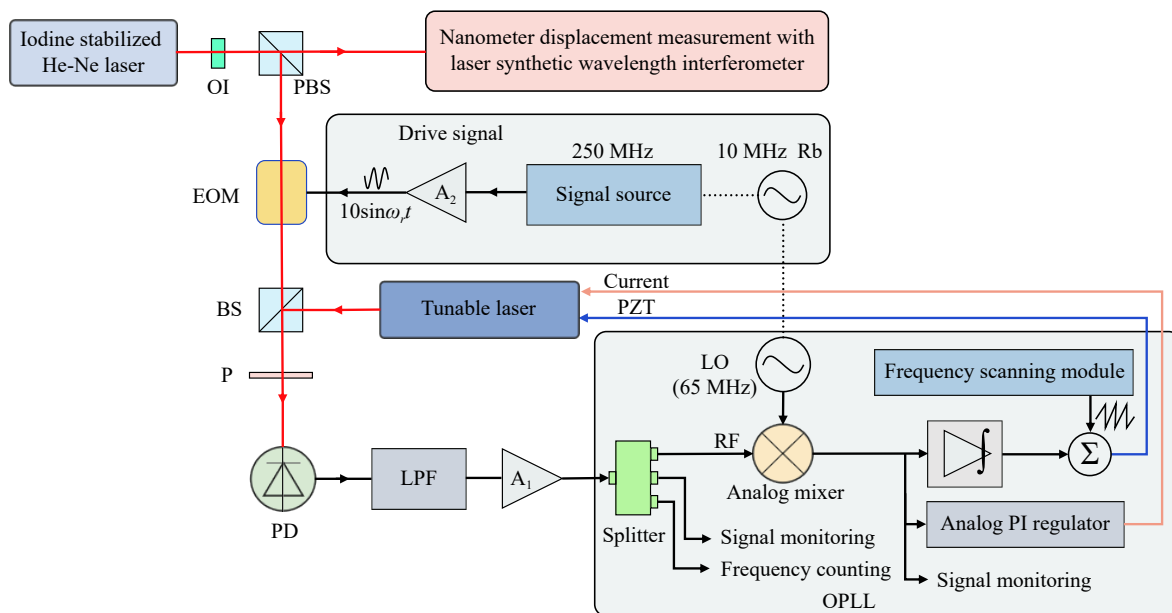 Iodine stabilized
He-Ne laser
OI
PBS
Nanometer displacement measurement with
laser synthetic wavelength interferometer
Drive signal
250 MHz
10 MHz Rb
EOM
10sinωᵣt
A₂
Signal source
Current
BS
Tunable laser
PZT
P
LO
(65 MHz)
Frequency scanning module
RF
LPF
A₁
Σ
Analog mixer
PD
Splitter
Analog PI regulator
Signal monitoring
Frequency counting
Signal monitoring
OPLL